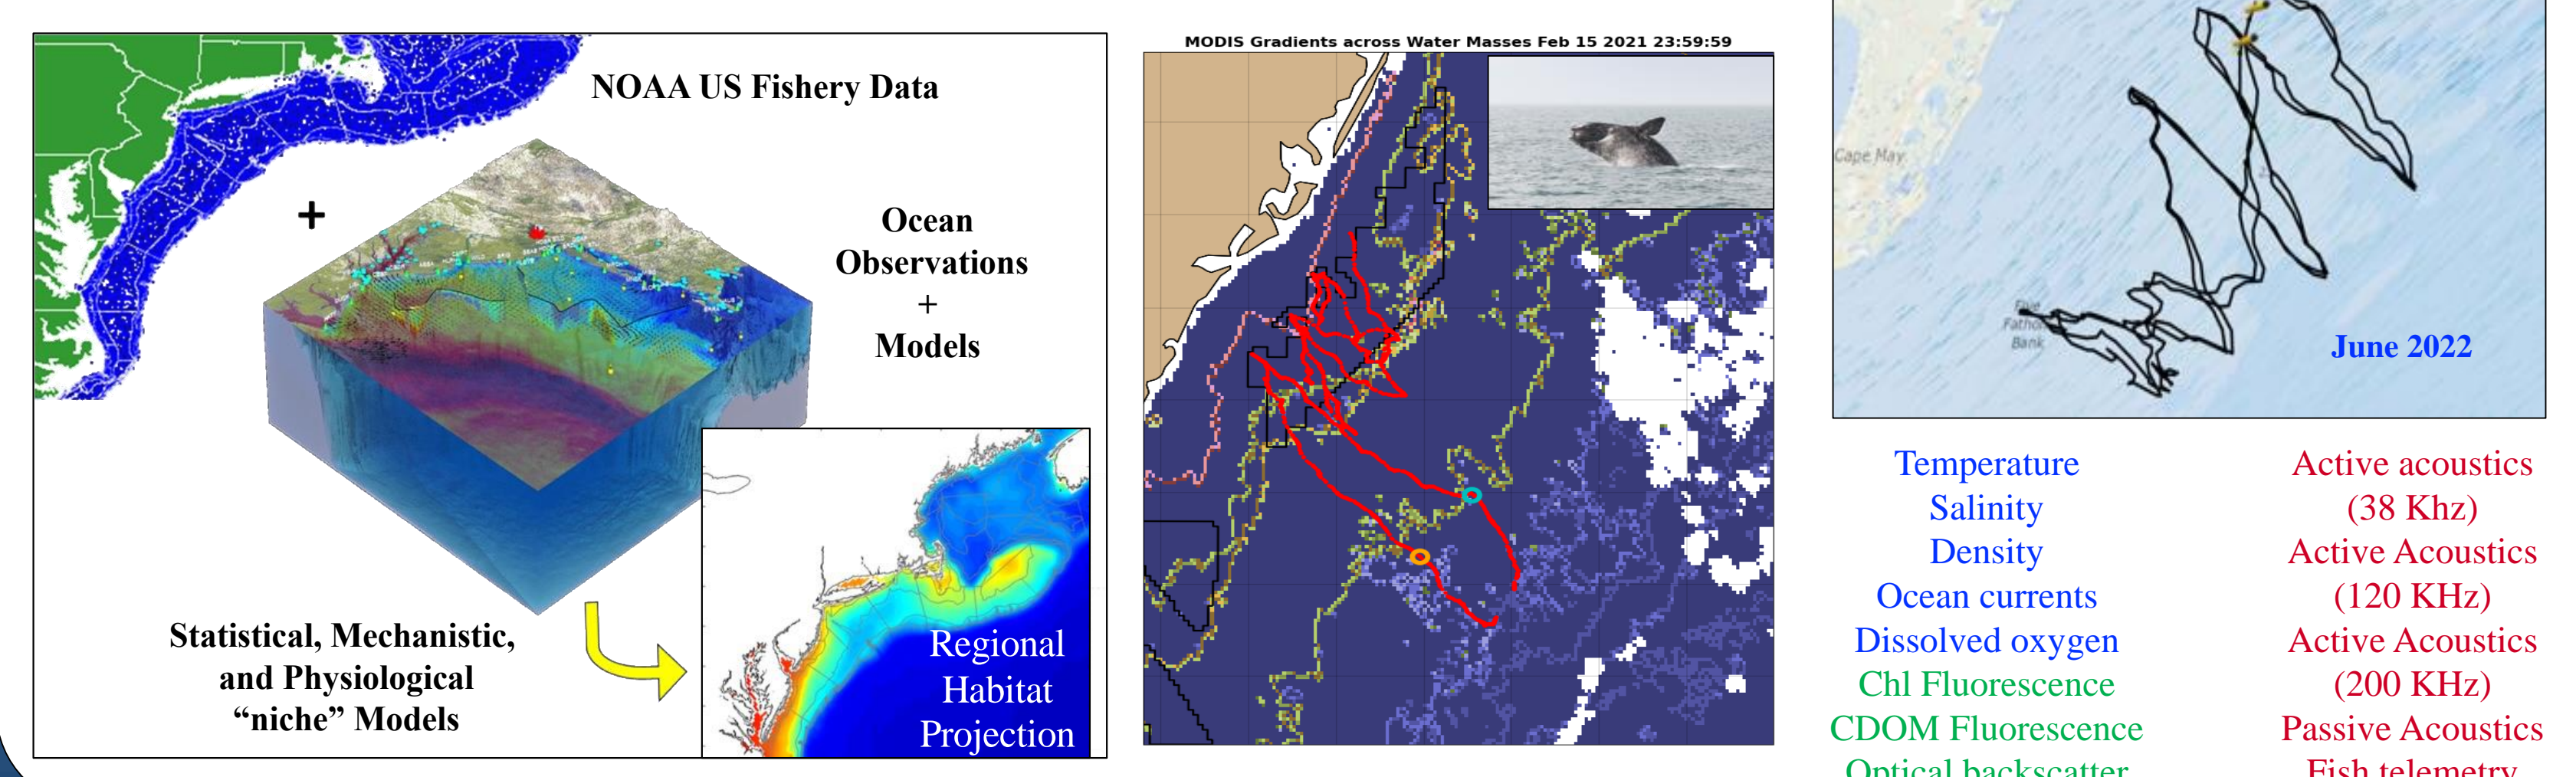 NOAA US Fishery Data
+
Ocean
Observations
+
Models
Statistical, Mechanistic,
and Physiological
“niche” Models
Regional
Habitat
Projection
MODIS Gradients across Water Masses Feb 15 2021 23:59:59
Cape May
Five
Fathom
Bank
June 2022
Temperature
Salinity
Density
Ocean currents
Dissolved oxygen
Chl Fluorescence
CDOM Fluorescence
Optical backscatter
Active acoustics
(38 Khz)
Active Acoustics
(120 KHz)
Active Acoustics
(200 KHz)
Passive Acoustics
Fish telemetry